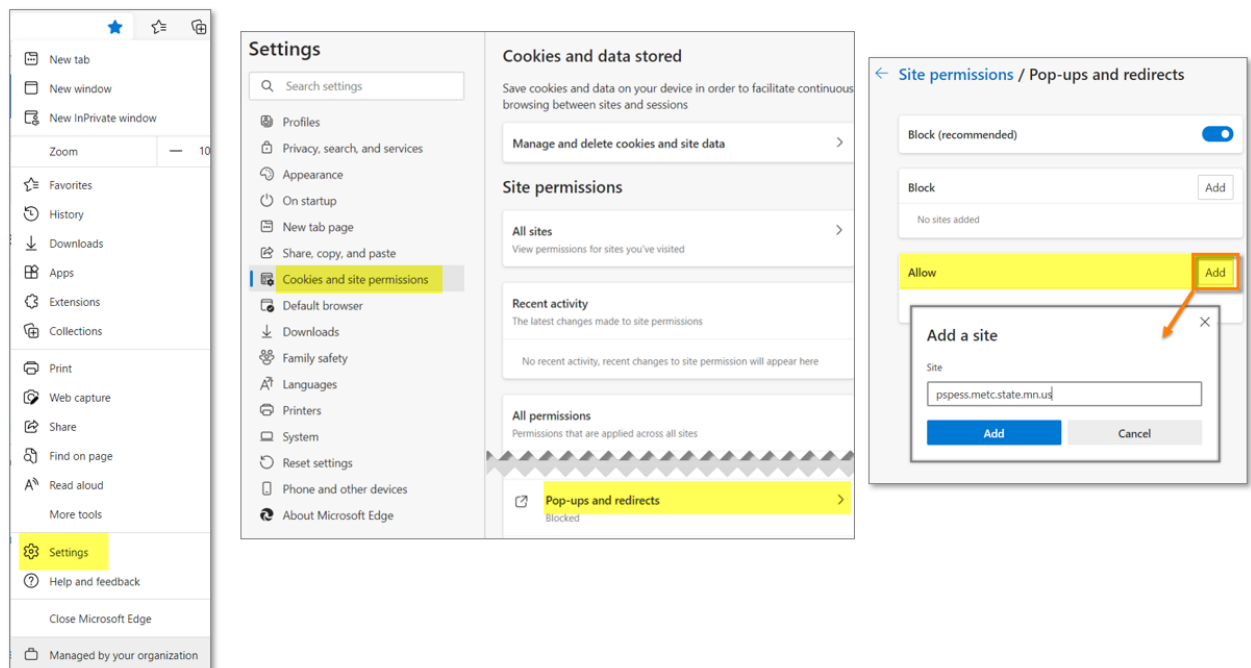 New tab
New window
New InPrivate window
Zoom — 10
Favorites
History
Downloads
Apps
Extensions
Collections
Print
Web capture
Share
Find on page
Read aloud
More tools
Settings
Help and feedback
Close Microsoft Edge
Managed by your organization
Settings
Search settings
Profiles
Privacy, search, and services
Appearance
On startup
New tab page
Share, copy, and paste
Cookies and site permissions
Default browser
Downloads
Family safety
Languages
Printers
System
Reset settings
Phone and other devices
About Microsoft Edge
Cookies and data stored
Save cookies and data on your device in order to facilitate continuous
browsing between sites and sessions
Manage and delete cookies and site data
Site permissions
All sites
View permissions for sites you've visited
Recent activity
The latest changes made to site permissions
No recent activity, recent changes to site permission will appear here
All permissions
Permissions that are applied across all sites
Pop-ups and redirects
Blocked
Site permissions / Pop-ups and redirects
Block (recommended)
Block Add
No sites added
Allow Add
Add a site
Site
pspess.metc.state.mn.us
Add Cancel